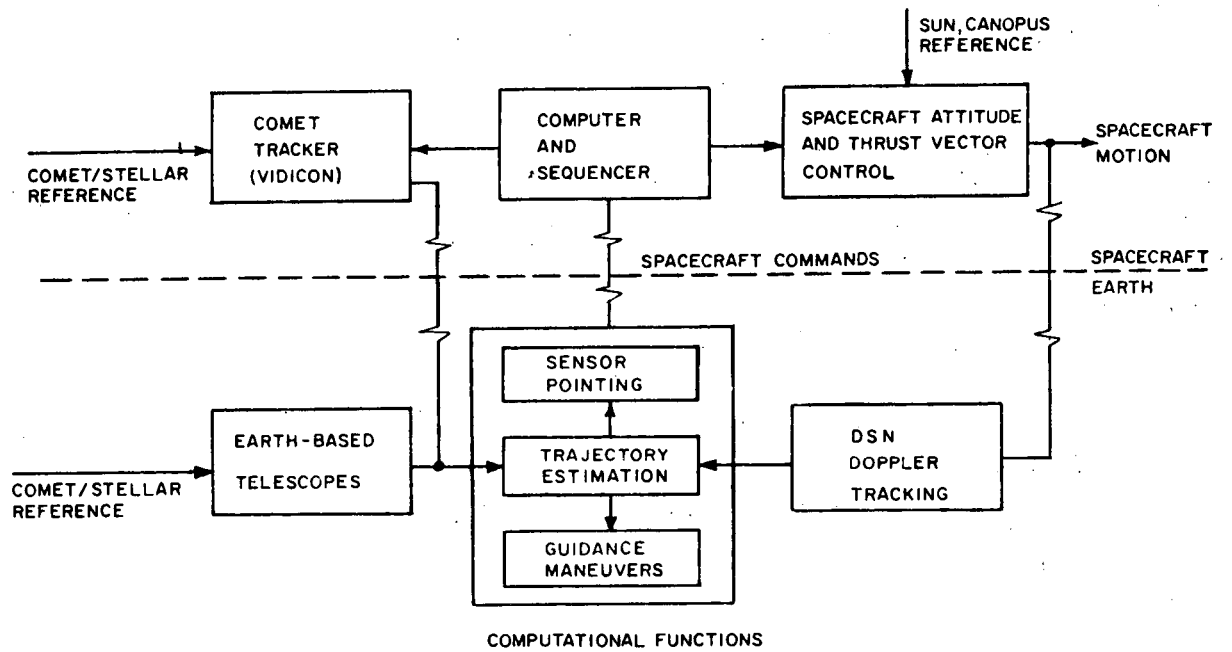 SUN, CANOPUS
REFERENCE
COMET
TRACKER
(VIDICON)
COMPUTER
AND
SEQUENCER
SPACECRAFT ATTITUDE
AND THRUST VECTOR
CONTROL
SPACECRAFT
MOTION
COMET/STELLAR
REFERENCE
SPACECRAFT COMMANDS
SPACECRAFT
EARTH
SENSOR
POINTING
EARTH-BASED
TELESCOPES
TRAJECTORY
ESTIMATION
DSN
DOPPLER
TRACKING
COMET/STELLAR
REFERENCE
GUIDANCE
MANEUVERS
COMPUTATIONAL FUNCTIONS